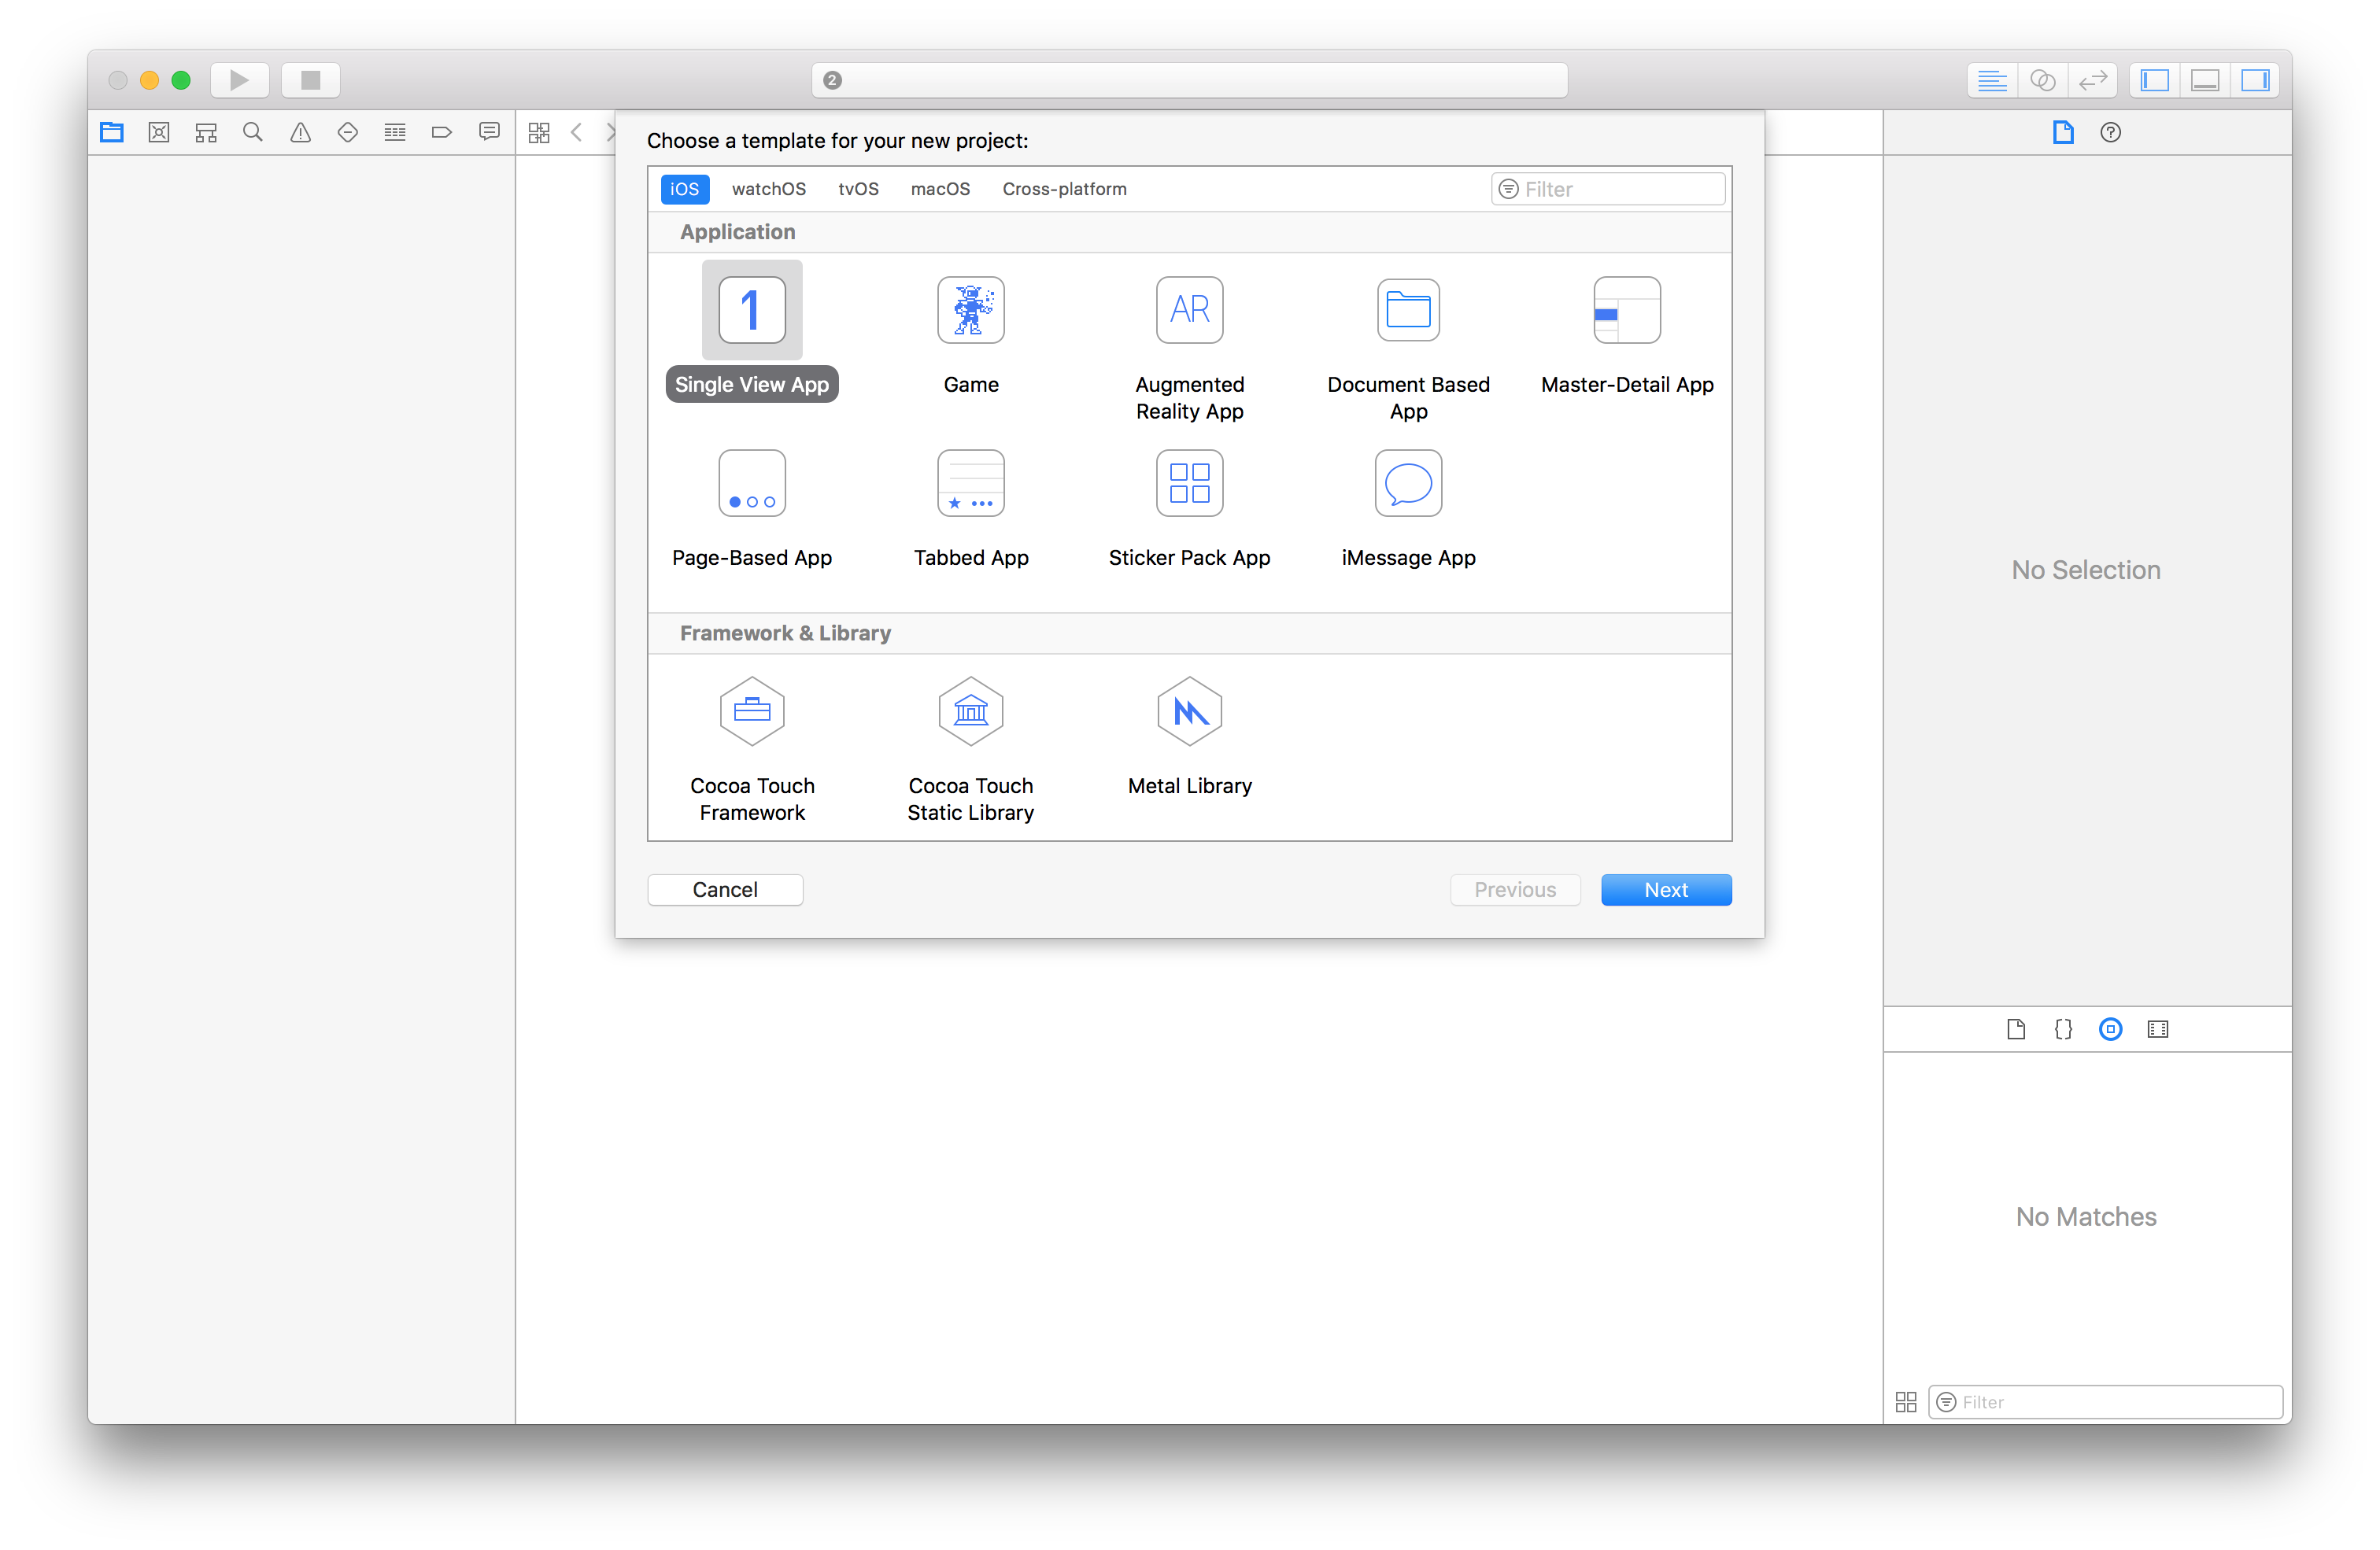 2
Choose a template for your new project:
iOS watchOS tvOS macOS Cross-platform Filter
Application
1 AR
Single View App Game Augmented Document Based Master-Detail App
Reality App App
Page-Based App Tabbed App Sticker Pack App iMessage App
No Selection
Framework & Library
Cocoa Touch Cocoa Touch Metal Library
Framework Static Library
Cancel Previous Next
{}
No Matches
Filter